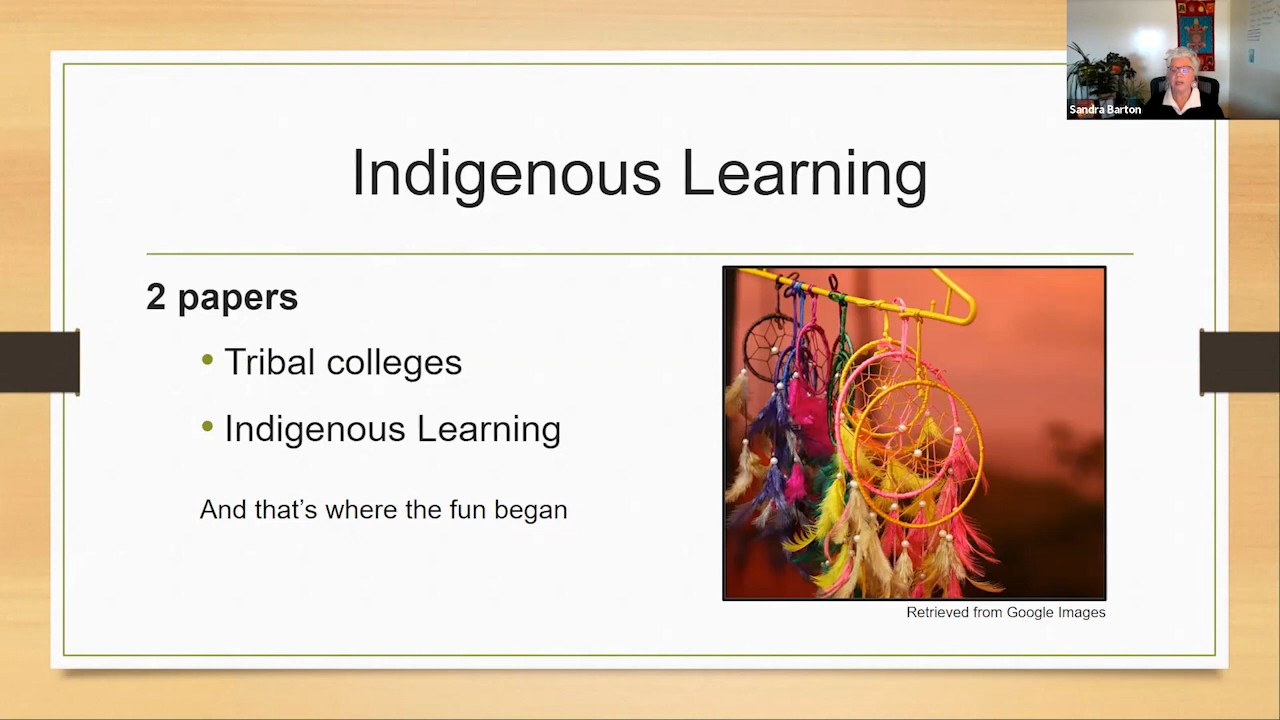 Sandra Barton
Indigenous Learning
2 papers
• Tribal colleges
• Indigenous Learning
And that’s where the fun began
Retrieved from Google Images